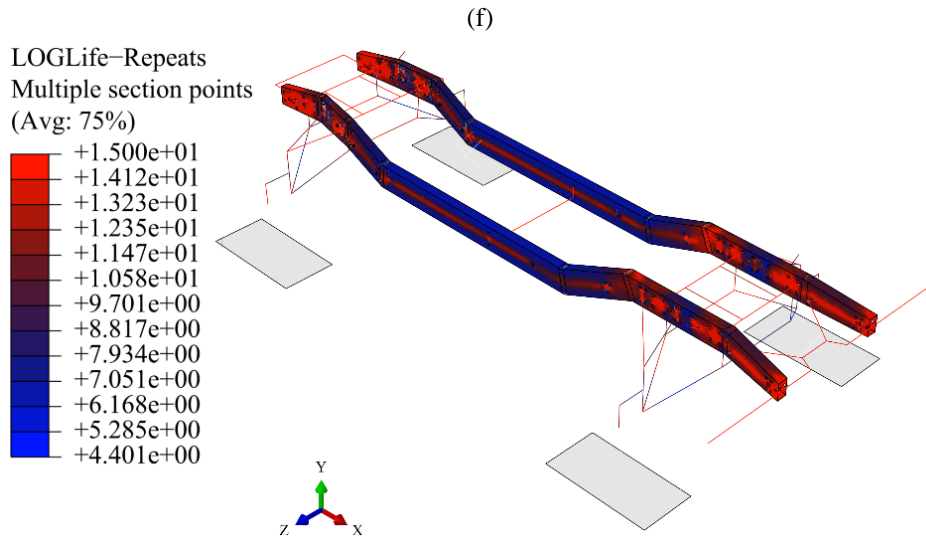 (f)
LOGLife−Repeats
Multiple section points
(Avg: 75%)
+1.500e+01
+1.412e+01
+1.323e+01
+1.235e+01
+1.147e+01
+1.058e+01
+9.701e+00
+8.817e+00
+7.934e+00
+7.051e+00
+6.168e+00
+5.285e+00
+4.401e+00
Y
Z
X